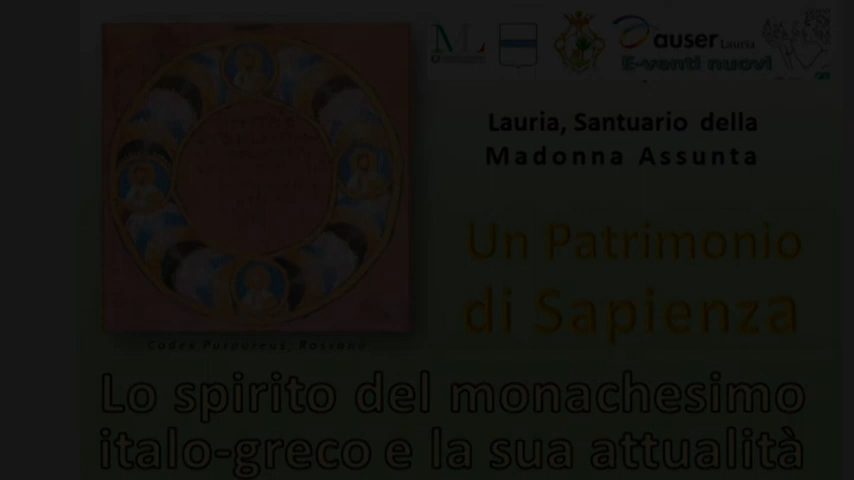 auser Lauria
E-venti nuovi
Lauria, Santuario della
Madonna Assunta
Un Patrimonio
di Sapienza
Codex Purpureus, Rossano
Lo spirito del monachesimo
italo-greco e la sua attualità